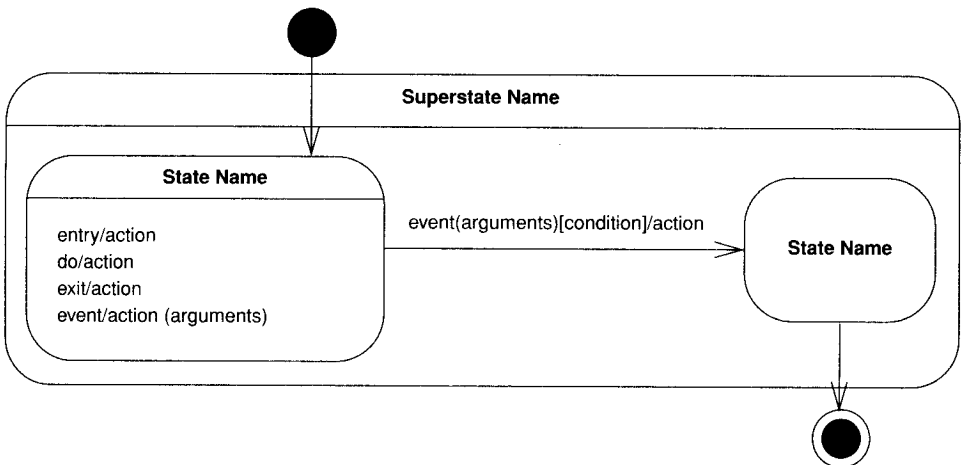 Superstate Name
State Name
entry/action
do/action
exit/action
event/action (arguments)
event(arguments)[condition]/action
State Name